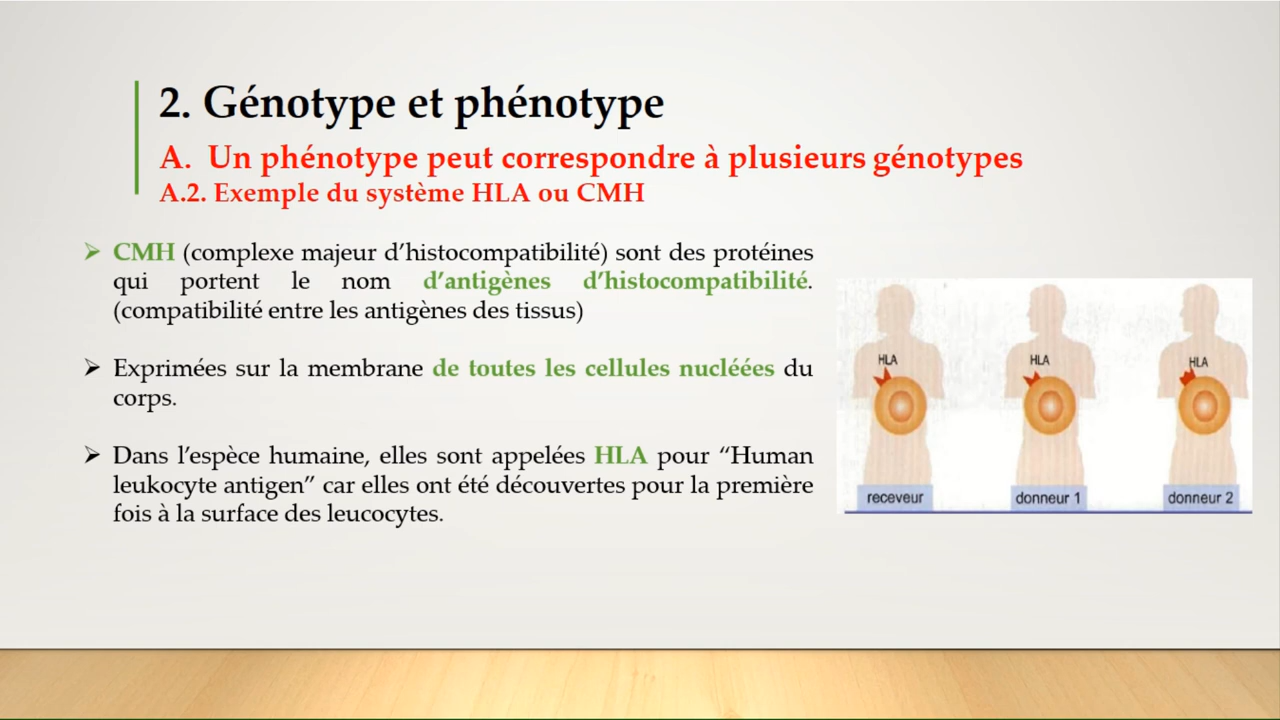 2. Génotype et phénotype
A. Un phénotype peut correspondre à plusieurs génotypes
A.2. Exemple du système HLA ou CMH
➢ CMH (complexe majeur d’histocompatibilité) sont des protéines
qui portent le nom d’antigènes d’histocompatibilité.
(compatibilité entre les antigènes des tissus)
➢ Exprimées sur la membrane de toutes les cellules nucléées du
corps.
➢ Dans l’espèce humaine, elles sont appelées HLA pour “Human
leukocyte antigen” car elles ont été découvertes pour la première
fois à la surface des leucocytes.
HLA HLA HLA
receveur donneur 1 donneur 2